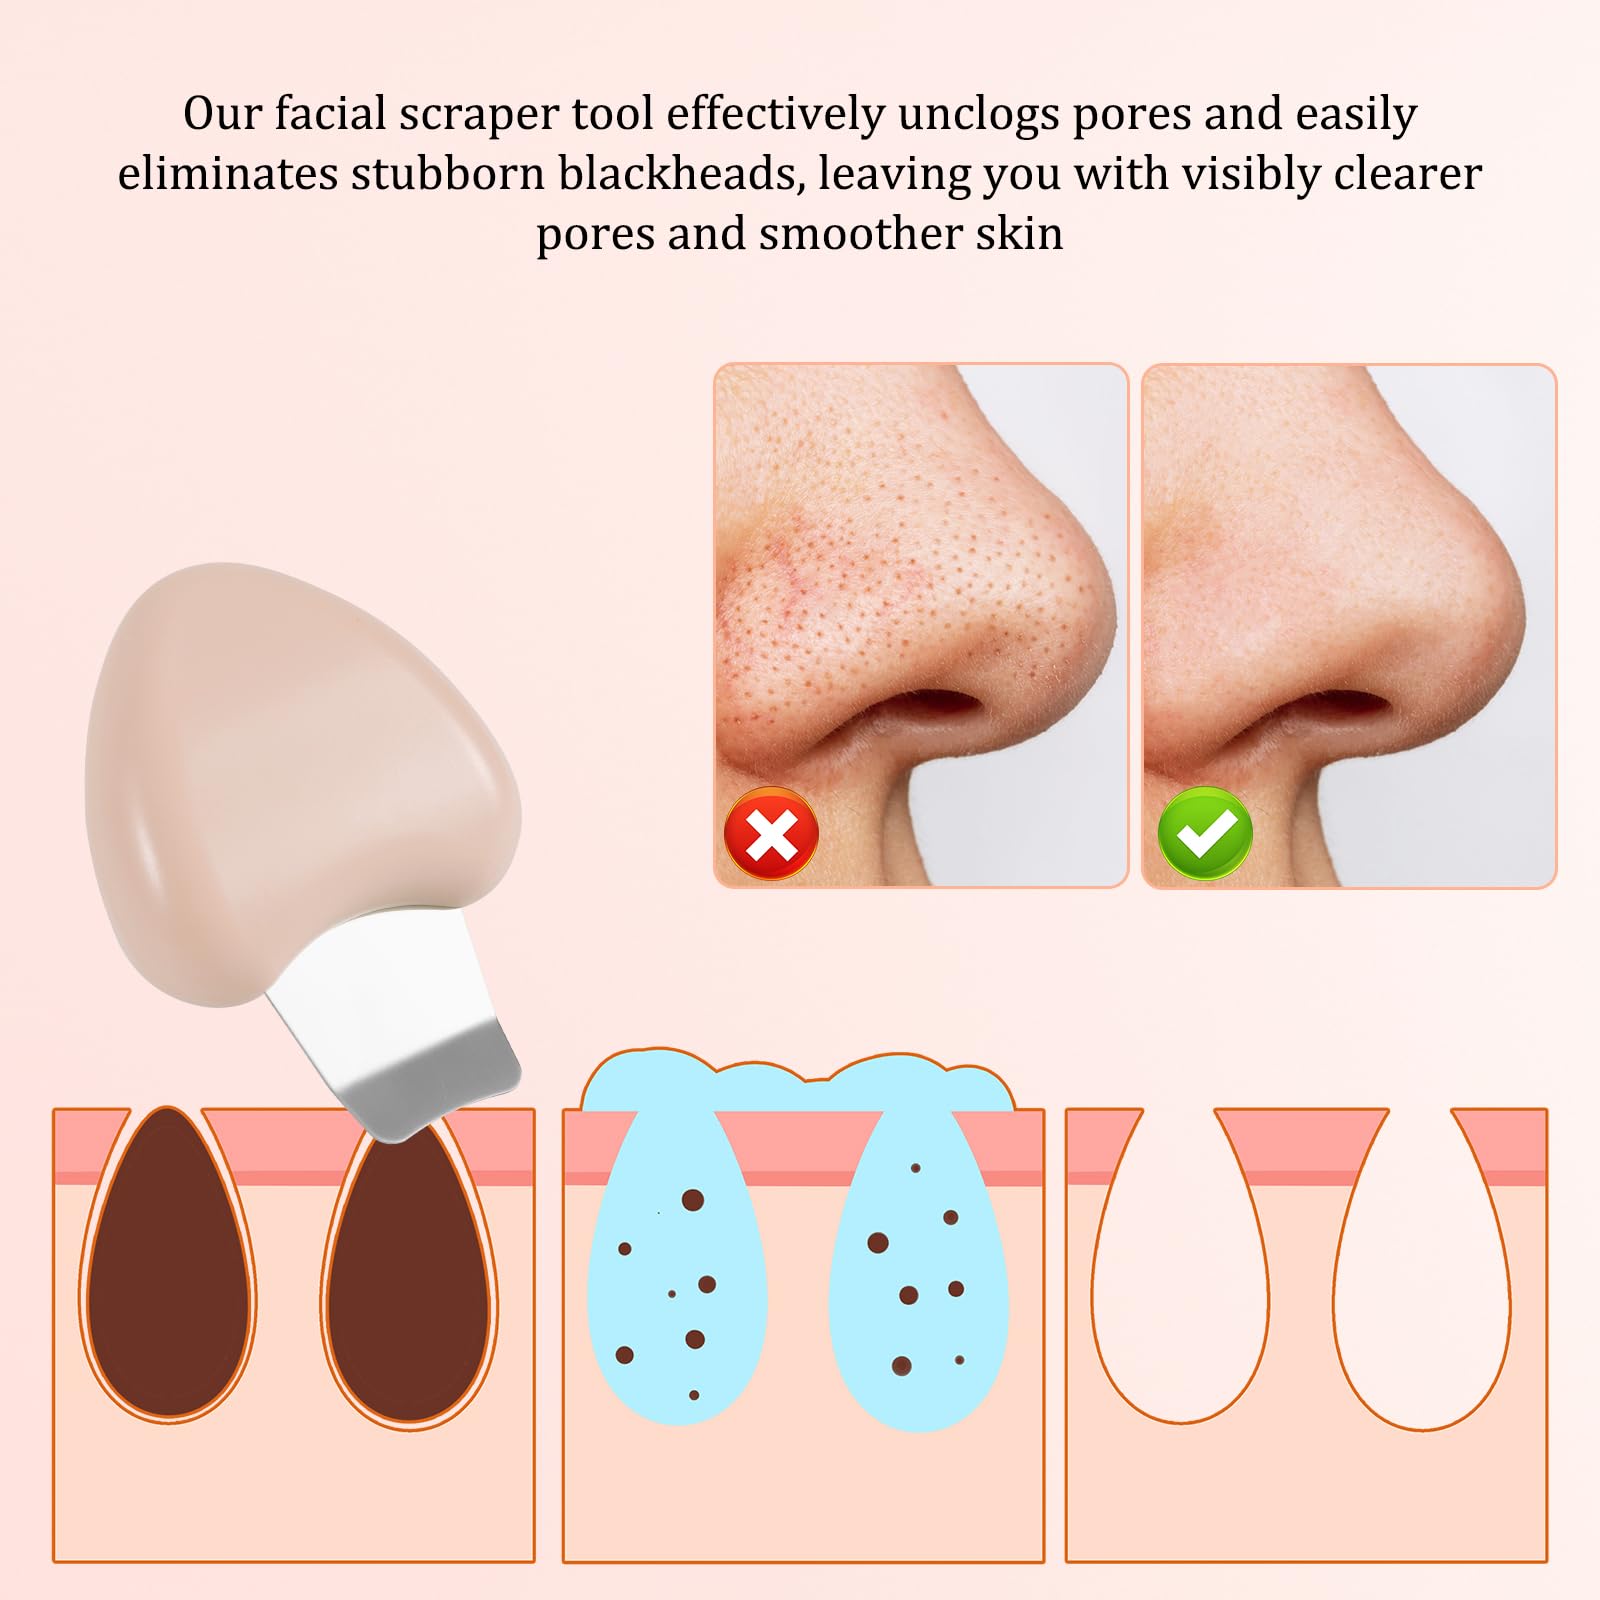 Our facial scraper tool effectively unclogs pores and easily
eliminates stubborn blackheads, leaving you with visibly clearer
pores and smoother skin